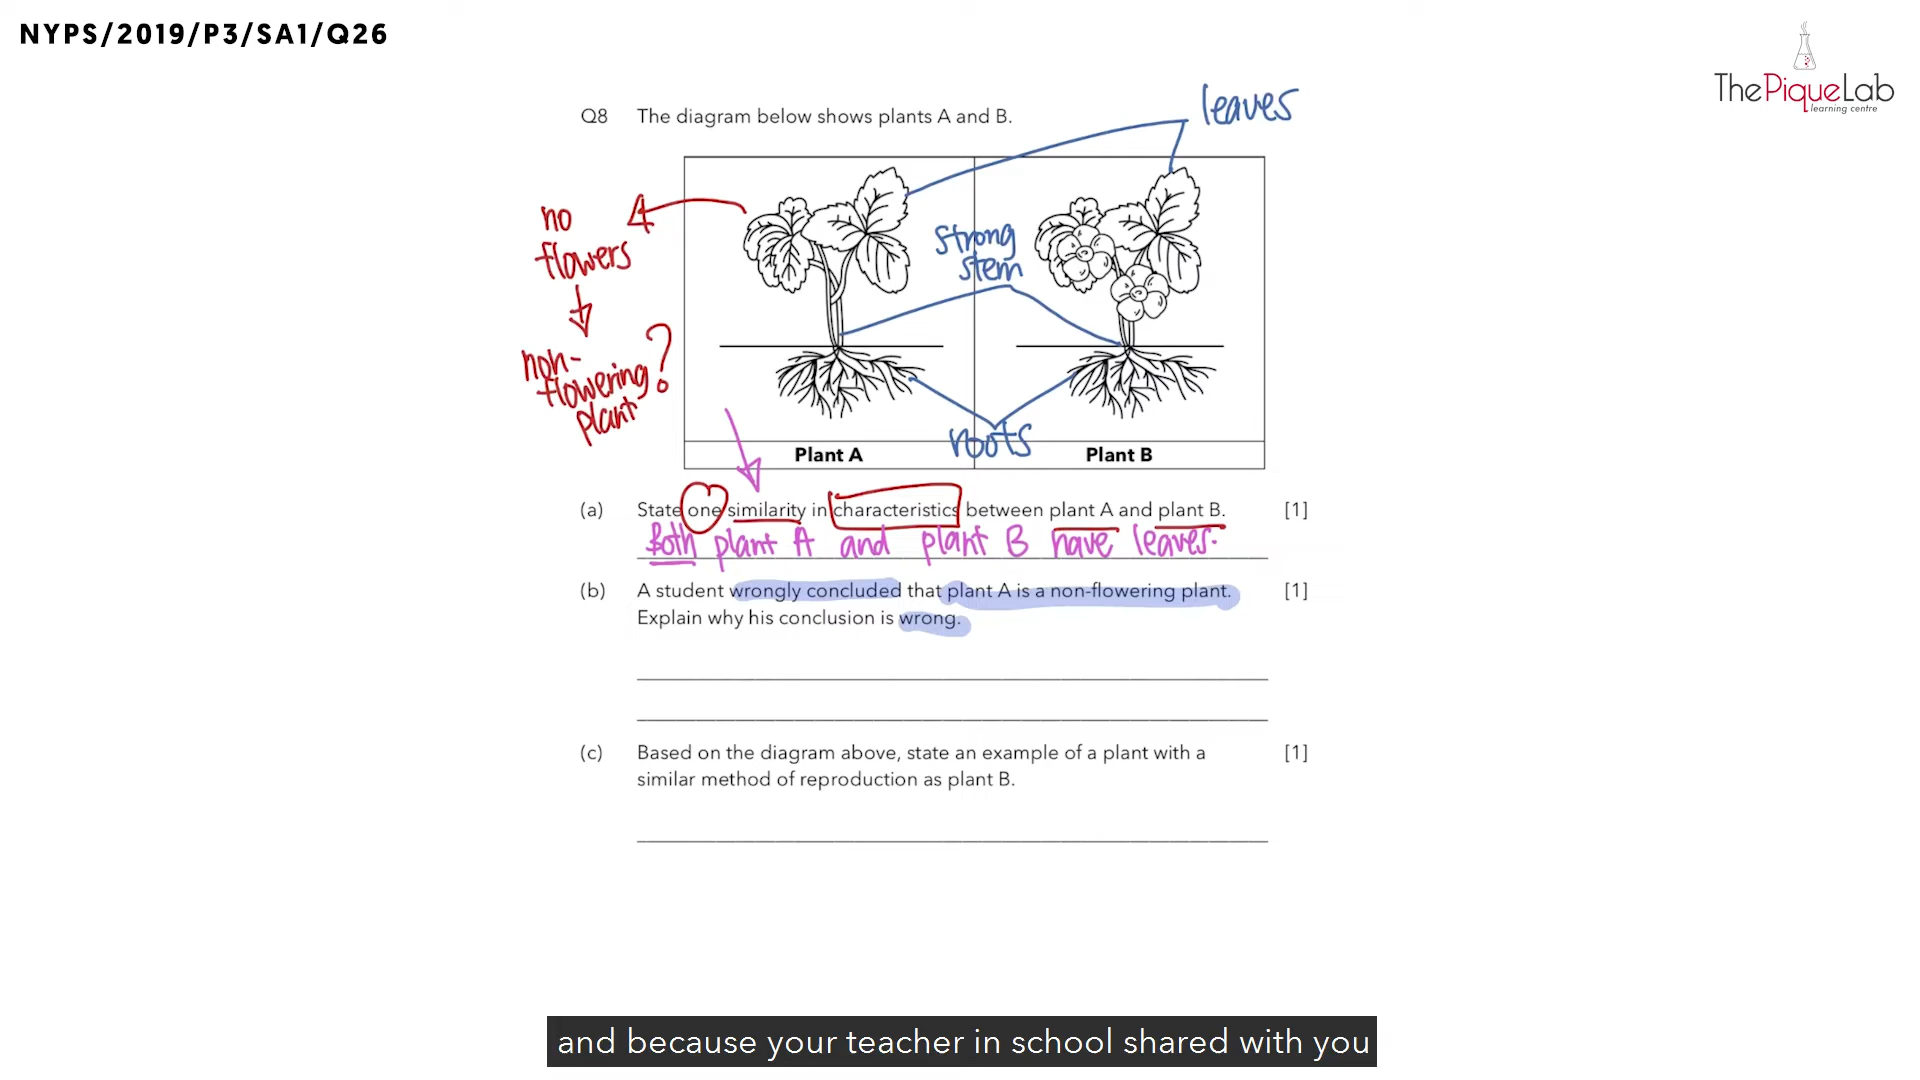 NYPS/2019/P3/SA1/Q26
ThePiqueLab
learning centre
Q8 The diagram below shows plants A and B.
leaves
no
flowers
non-
flowering?
plant
strong
stem
roots
Plant A
Plant B
(a) State one similarity in characteristics between plant A and plant B. [1]
Both plant A and plant B have leaves.
(b) A student wrongly concluded that plant A is a non-flowering plant. [1]
Explain why his conclusion is wrong.
(c) Based on the diagram above, state an example of a plant with a [1]
similar method of reproduction as plant B.
and because your teacher in school shared with you